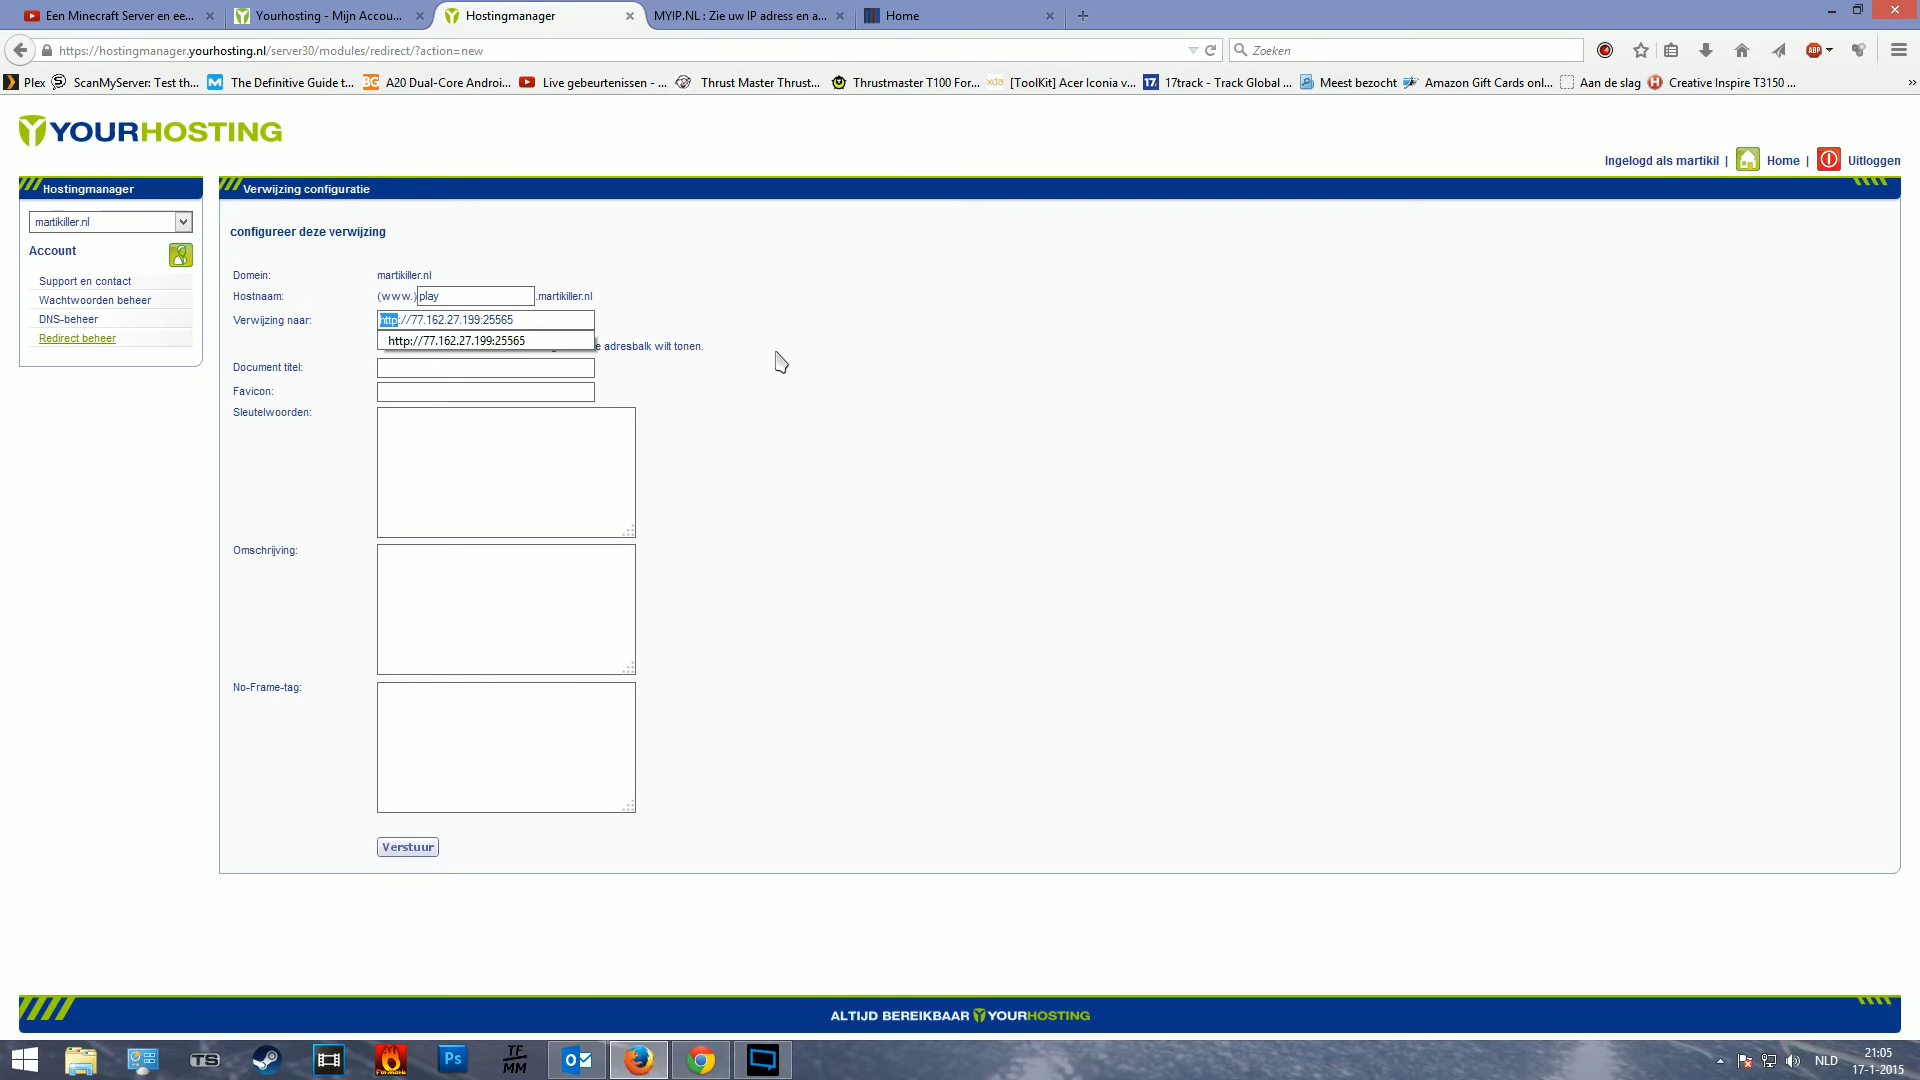 Een Minecraft Server en ee...
Yourhosting - Mijn Accou...
Hostingmanager
MYIP.NL : Zie uw IP adress en a...
Home
https://hostingmanager.yourhosting.nl/server30/modules/redirect/?action=new
Zoeken
ABP
Plex
ScanMyServer: Test th...
The Definitive Guide t...
A20 Dual-Core Androi...
Live gebeurtenissen - ...
Thrust Master Thrust...
Thrustmaster T100 For...
[ToolKit] Acer Iconia v...
17track - Track Global ...
Meest bezocht
Amazon Gift Cards onl...
Aan de slag
Creative Inspire T3150 ...
YOURHOSTING
Ingelogd als martikil | Home | Uitloggen
Hostingmanager
martikiller.nl
Account
Support en contact
Wachtwoorden beheer
DNS-beheer
Redirect beheer
Verwijzing configuratie
configureer deze verwijzing
Domein: martikiller.nl
Hostnaam: (www.)play.martikiller.nl
Verwijzing naar: http://77.162.27.199:25565
http://77.162.27.199:25565
e adresbalk wilt tonen.
Document titel:
Favicon:
Sleutelwoorden:
Omschrijving:
No-Frame-tag:
Verstuur
ALTIJD BEREIKBAAR YOURHOSTING
TS
Ps
TF
MM
NLD
21:05
17-1-2015